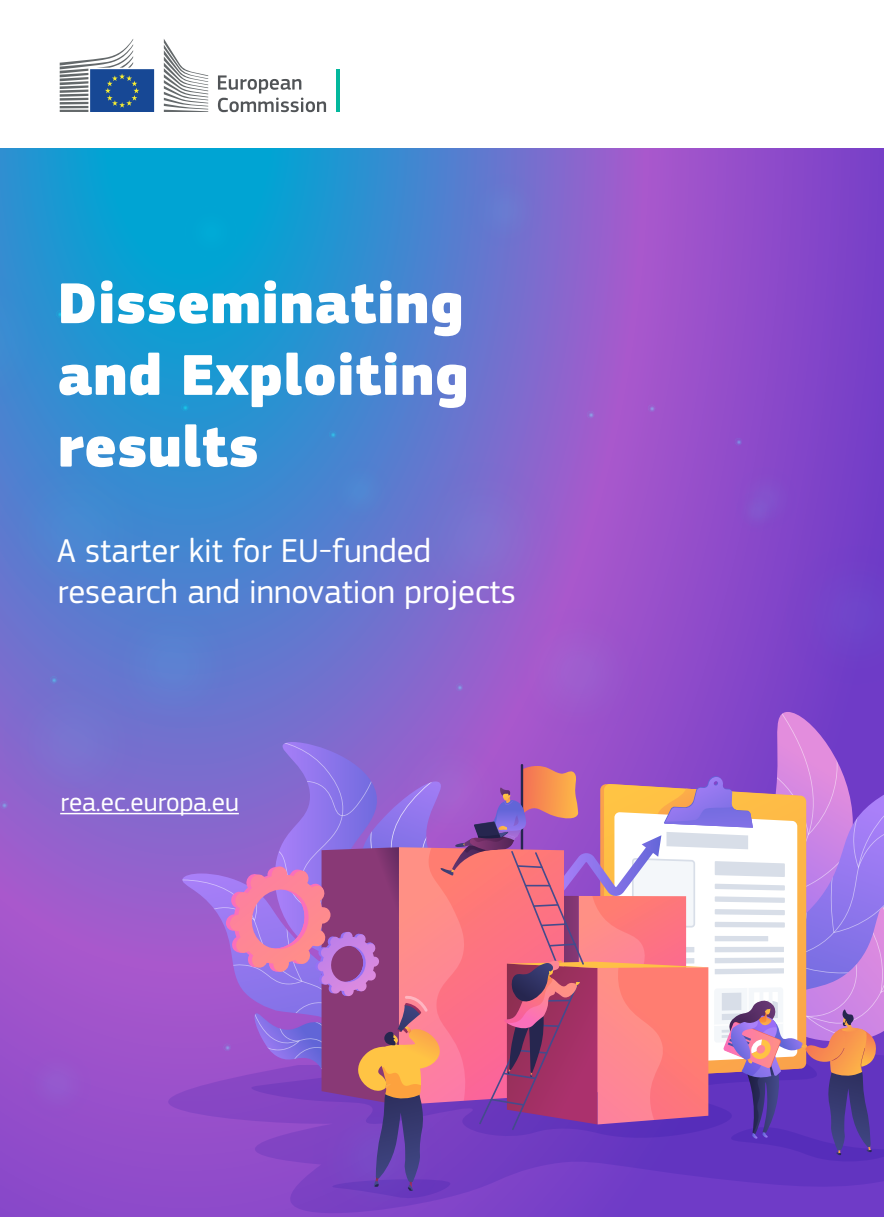 European
Commission
Disseminating
and Exploiting
results
A starter kit for EU-funded
research and innovation projects
rea.ec.europa.eu